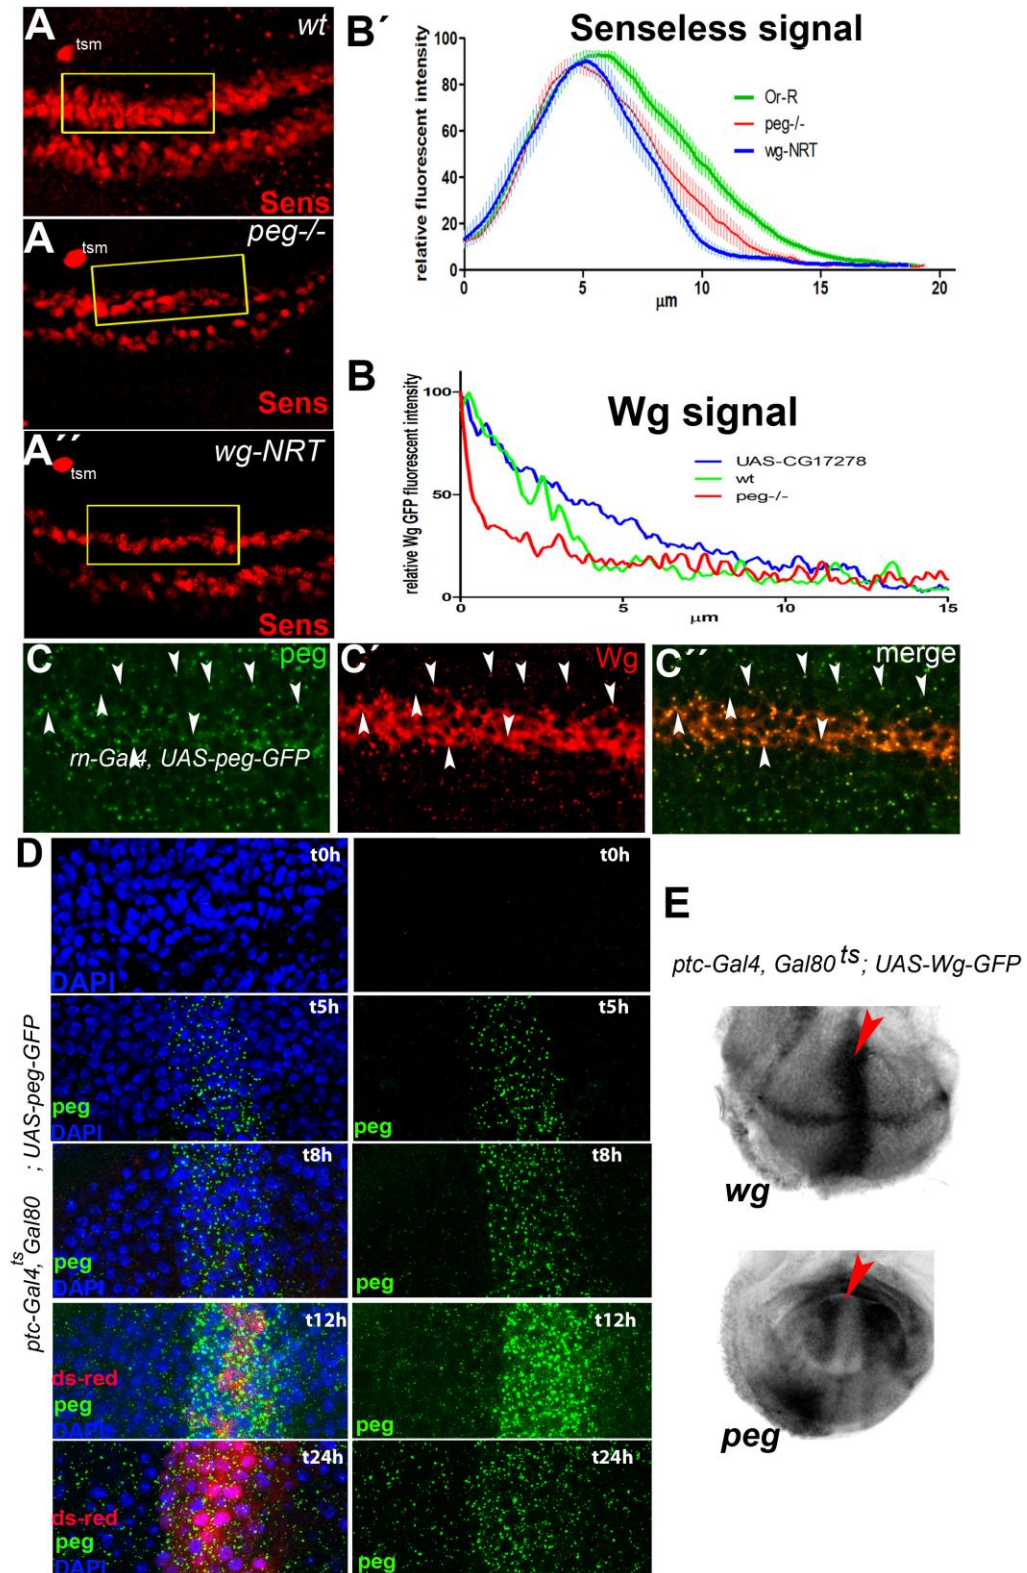 A
wt
tsm
Sens
A
peg-/-
tsm
Sens
A´´
wg-NRT
tsm
Sens
B´
Senseless signal
relative fluorescent intensity
100
80
60
40
20
0
0 5 10 15 20
µm
Or-R
peg-/-
wg-NRT
B
Wg signal
relative Wg GFP fluorescent intensity
100
50
0
0 5 10 15
µm
UAS-CG17278
wt
peg-/-
C
peg
rn-Gal4, UAS-peg-GFP
C´
Wg
C´´
merge
D
ptc-Gal4, Gal80 ts ; UAS-peg-GFP
t0h
DAPI
t0h
t5h
peg
DAPI
t5h
peg
t8h
peg
DAPI
t8h
peg
t12h
ds-red
peg
DAPI
t12h
peg
t24h
ds-red
peg
DAPI
t24h
peg
E
ptc-Gal4, Gal80 ts; UAS-Wg-GFP
wg
peg